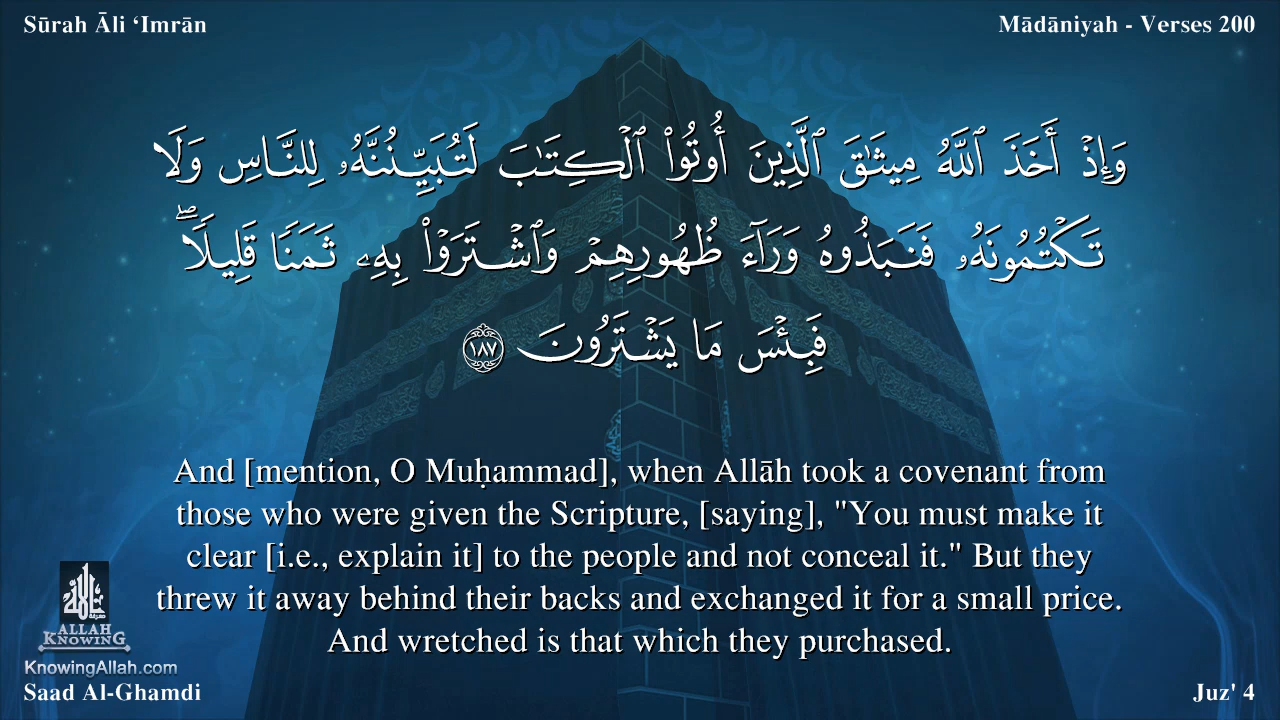 Sūrah Āli ‘Imrān
Mādāniyah - Verses 200
وَإِذْ أَخَذَ ٱللَّهُ مِيثَٰقَ ٱلَّذِينَ أُوتُوا۟ ٱلْكِتَٰبَ لَتُبَيِّنُنَّهُۥ لِلنَّاسِ وَلَا
تَكْتُمُونَهُۥ فَنَبَذُوهُ وَرَآءَ ظُهُورِهِمْ وَٱشْتَرَوْا۟ بِهِۦ ثَمَنًا قَلِيلًا ۖ
فَبِئْسَ مَا يَشْتَرُونَ ١٨٧
And [mention, O Muḥammad], when Allāh took a covenant from
those who were given the Scripture, [saying], "You must make it
clear [i.e., explain it] to the people and not conceal it." But they
threw it away behind their backs and exchanged it for a small price.
And wretched is that which they purchased.
ALLAH
KNOWING
KnowingAllah.com
Saad Al-Ghamdi
Juz' 4